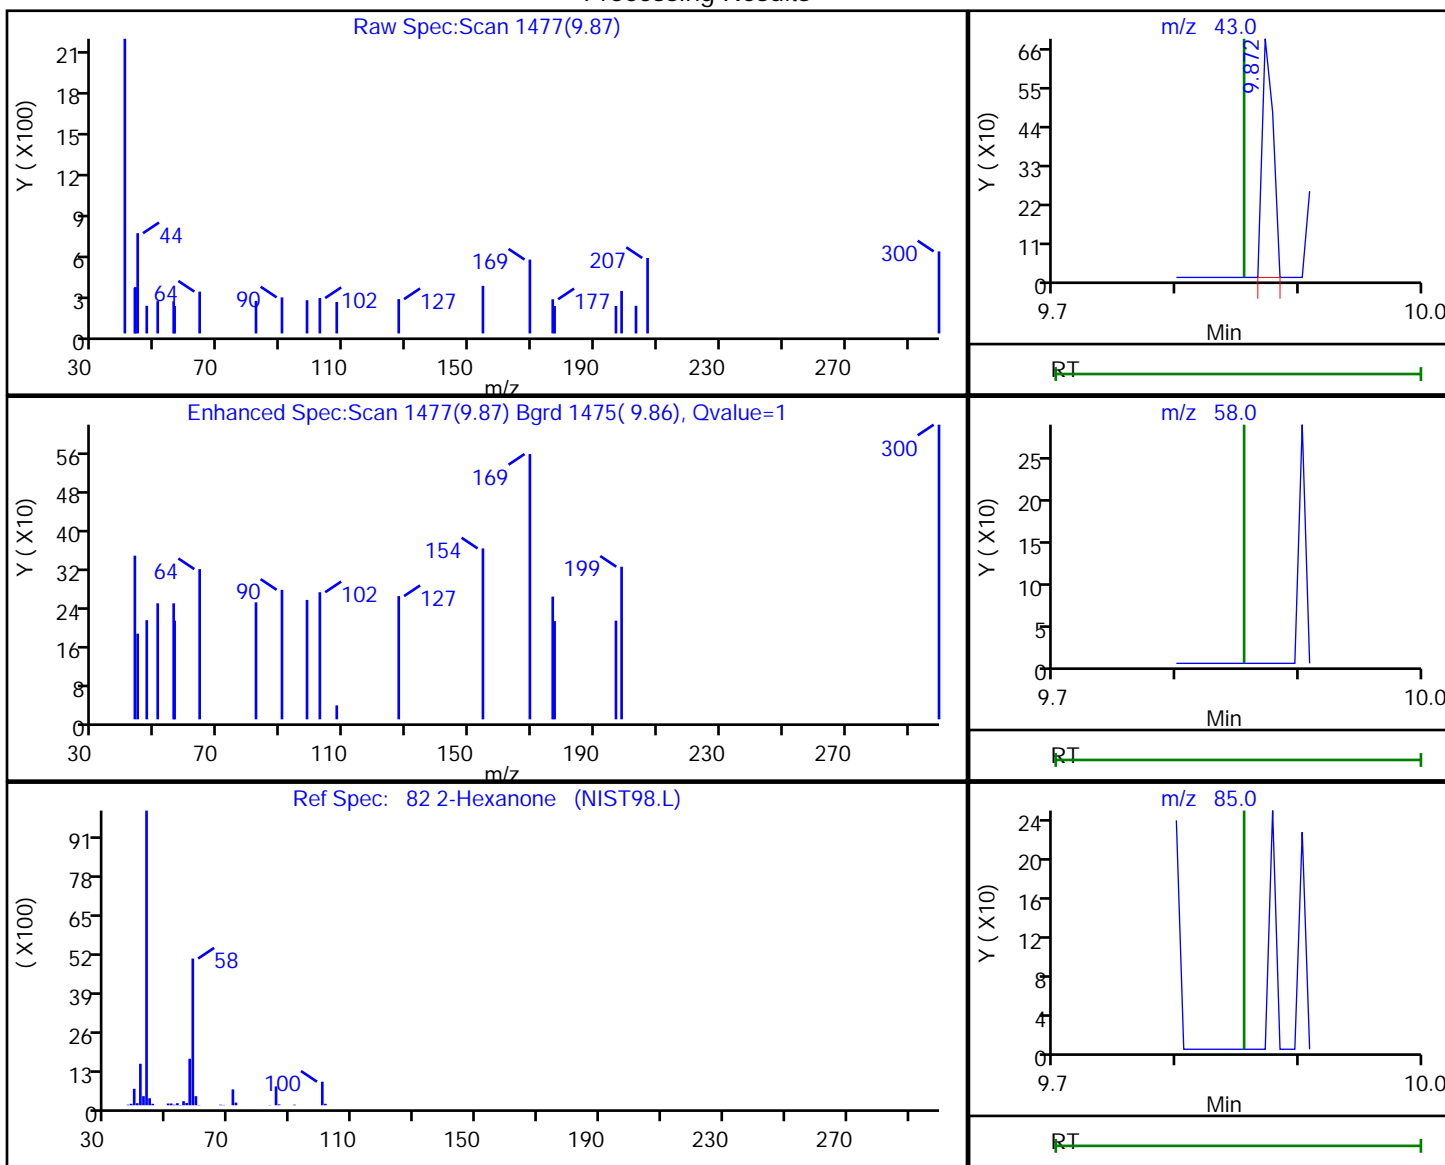 Processing Results
Raw Spec:Scan 1477(9.87)
Y ( X100)
21
18
15
12
9
6
3
0
44
64
90
102
127
169
177
207
300
30 70 110 150 190 230 270
m/z
m/z 43.0
Y ( X10)
66
55
44
33
22
11
0
9.872
9.7 10.0
Min
RT
Enhanced Spec:Scan 1477(9.87) Bgrd 1475( 9.86), Qvalue=1
Y ( X10)
56
48
40
32
24
16
8
0
64
90
102
127
154
169
199
300
30 70 110 150 190 230 270
m/z
m/z 58.0
Y ( X10)
25
20
15
10
5
0
9.7 10.0
Min
RT
Ref Spec: 82 2-Hexanone (NIST98.L)
( X100)
91
78
65
52
39
26
13
0
58
100
30 70 110 150 190 230 270
m/z 85.0
Y ( X10)
24
20
16
12
8
4
0
9.7 10.0
Min
RT